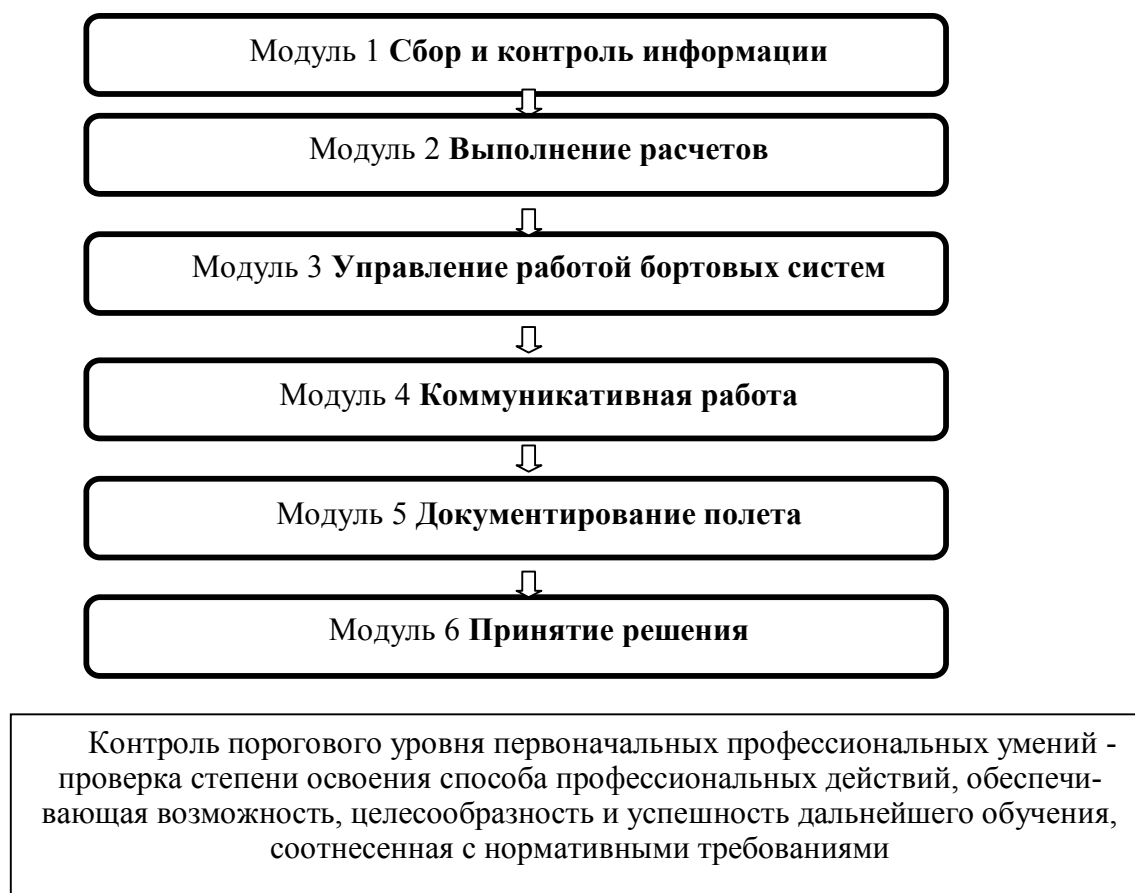 Модуль 1 Сбор и контроль информации
Модуль 2 Выполнение расчетов
Модуль 3 Управление работой бортовых систем
Модуль 4 Коммуникативная работа
Модуль 5 Документирование полета
Модуль 6 Принятие решения
Контроль порогового уровня первоначальных профессиональных умений -
проверка степени освоения способа профессиональных действий, обеспечи-
вающая возможность, целесообразность и успешность дальнейшего обучения,
соотнесенная с нормативными требованиями